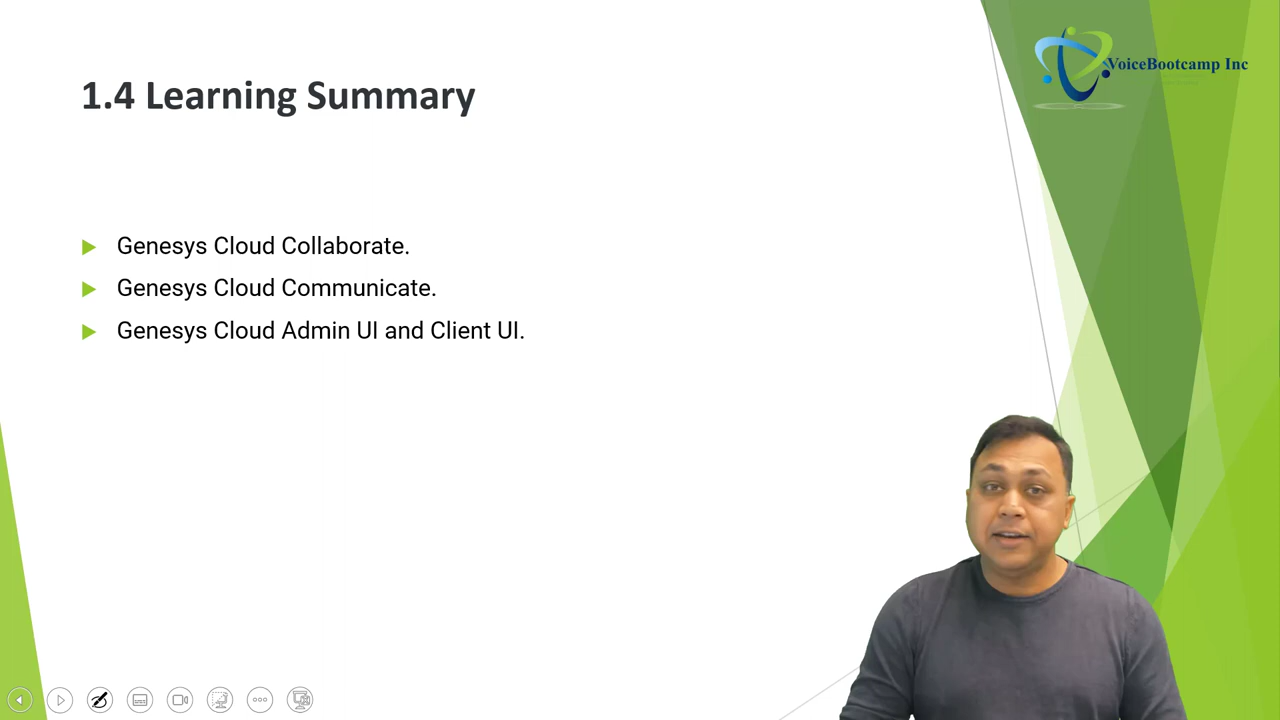 VoiceBootcamp Inc
1.4 Learning Summary
Genesys Cloud Collaborate.
Genesys Cloud Communicate.
Genesys Cloud Admin UI and Client UI.